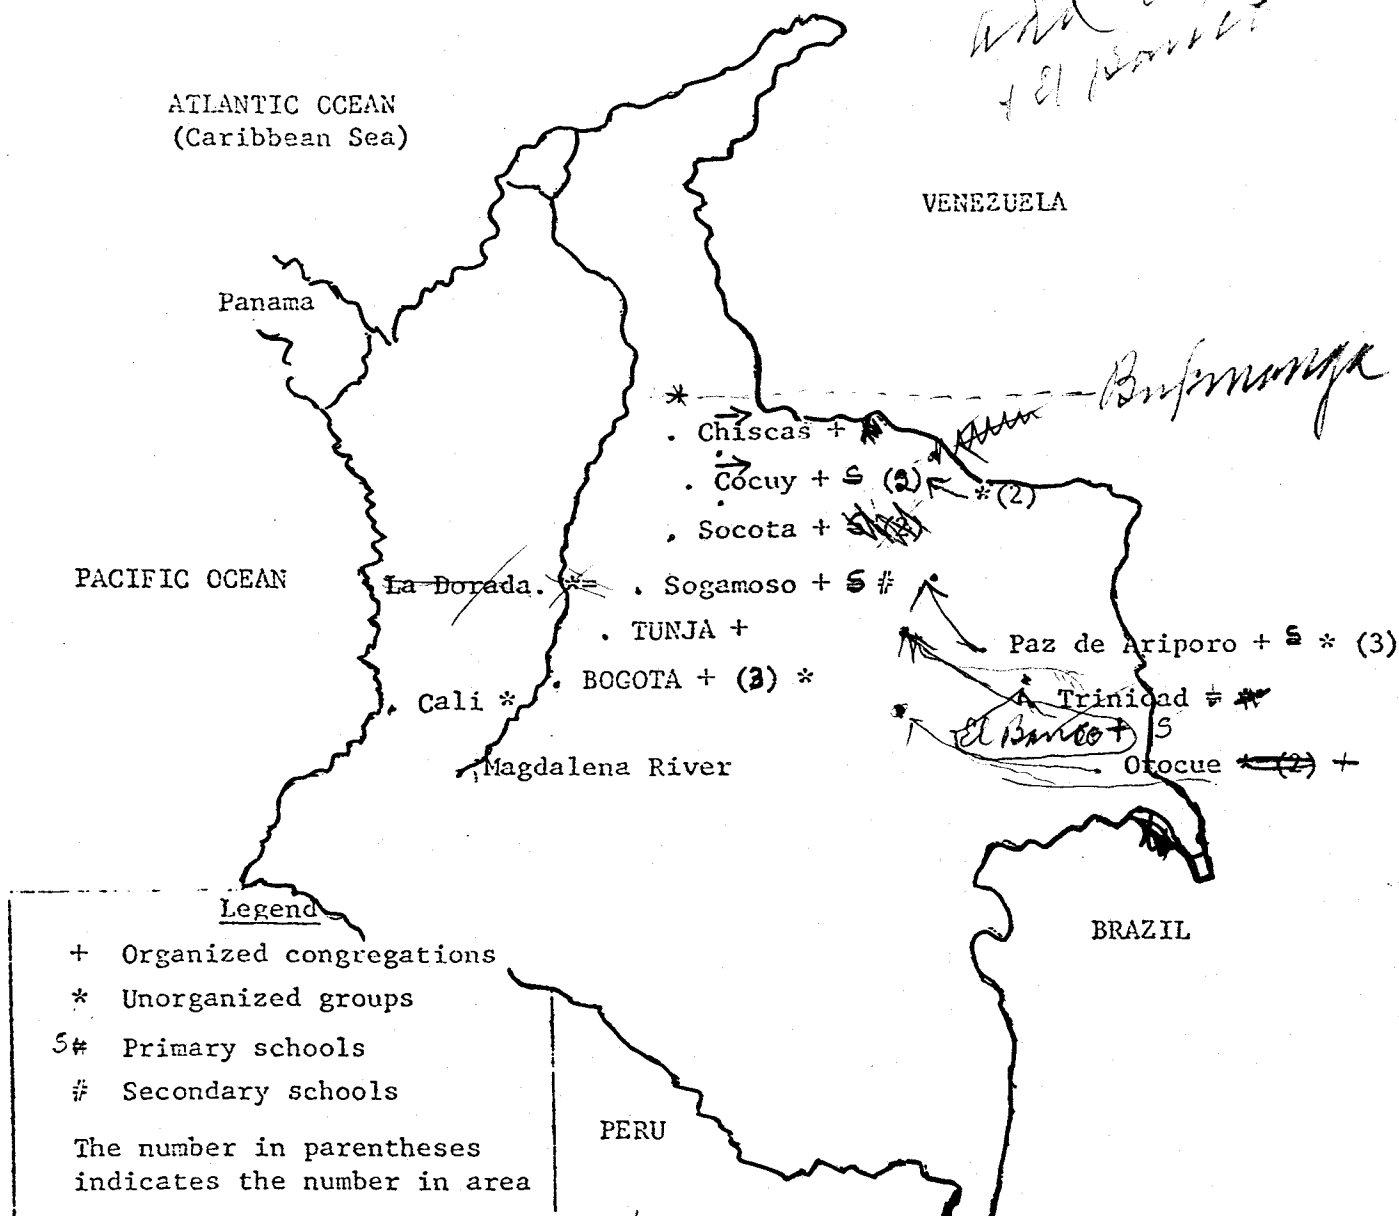 add
+ El
ATLANTIC OCEAN
(Caribbean Sea)
VENEZUELA
Panama
*
. Chiscas +
. Cocuy + S (2)
* (2)
. Socota +
PACIFIC OCEAN
La Dorada. *=
. Sogamoso + S #
. TUNJA +
Paz de Ariporo + S * (3)
. BOGOTA + (3) *
. Trinidad
. Cali *
El Banco + S
Magdalena River
. Orocue * (2) +
Legend
+ Organized congregations
* Unorganized groups
S Primary schools
# Secondary schools
The number in parentheses
indicates the number in area
BRAZIL
PERU